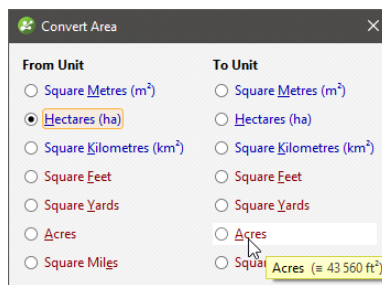 Convert Area
From Unit To Unit
Square Metres (m²) Square Metres (m²)
Hectares (ha) Hectares (ha)
Square Kilometres (km²) Square Kilometres (km²)
Square Feet Square Feet
Square Yards Square Yards
Acres Acres
Square Miles Acres (≡ 43 560 ft²)